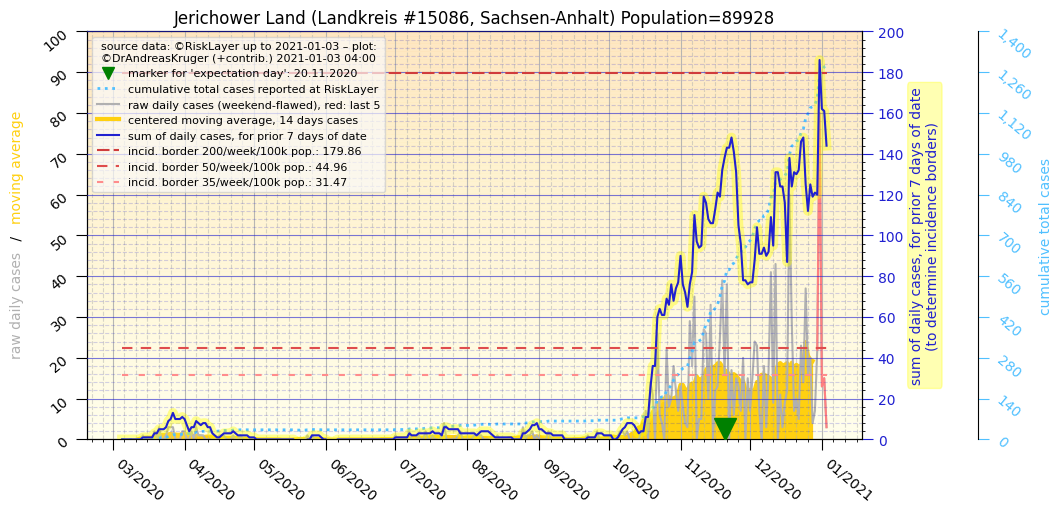 Jerichower Land (Landkreis #15086, Sachsen-Anhalt) Population=89928
source data: ©RiskLayer up to 2021-01-03 – plot:
©DrAndreasKruger (+contrib.) 2021-01-03 04:00
marker for 'expectation day': 20.11.2020
cumulative total cases reported at RiskLayer
raw daily cases (weekend-flawed), red: last 5
centered moving average, 14 days case
sum of daily cases, for prior 7 days of date
incid. border 200/week/100k pop.: 179.86
incid. border 50/week/100k pop.: 44.96
incid. border 35/week/100k pop.: 31.47
raw daily cases / moving average
100
90
80
70
60
50
40
30
20
10
0
03/2020
04/2020
05/2020
06/2020
07/2020
08/2020
09/2020
10/2020
11/2020
12/2020
01/2021
200
180
160
140
120
100
80
60
40
20
0
sum of daily cases, for prior 7 days of date
(to determine incidence borders)
1,400
1,260
1,120
980
840
700
560
420
280
140
0
cumulative total cases